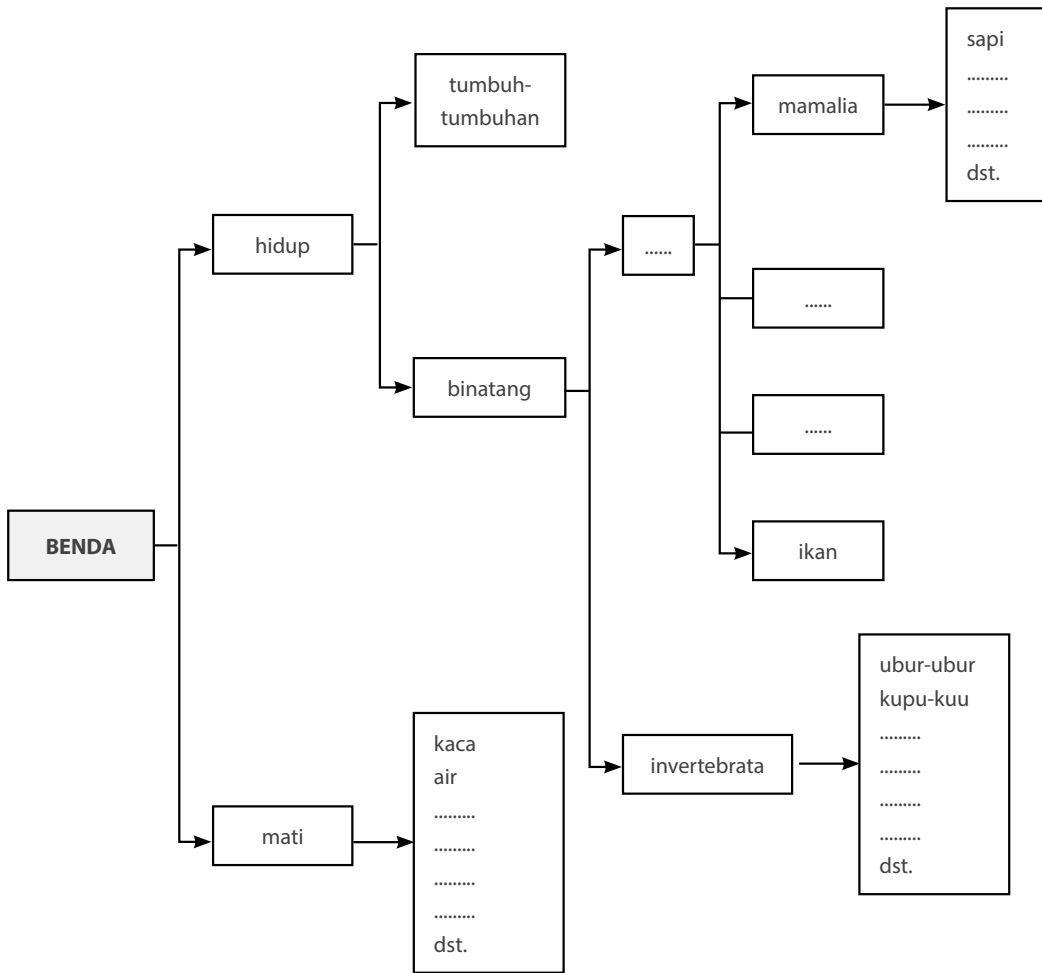 BENDA
hidup
tumbuh-
tumbuhan
binatang
......
mamalia
sapi
.........
.........
.........
dst.
......
......
ikan
invertebrata
ubur-ubur
kupu-kuu
.........
.........
.........
.........
dst.
mati
kaca
air
.........
.........
.........
.........
dst.